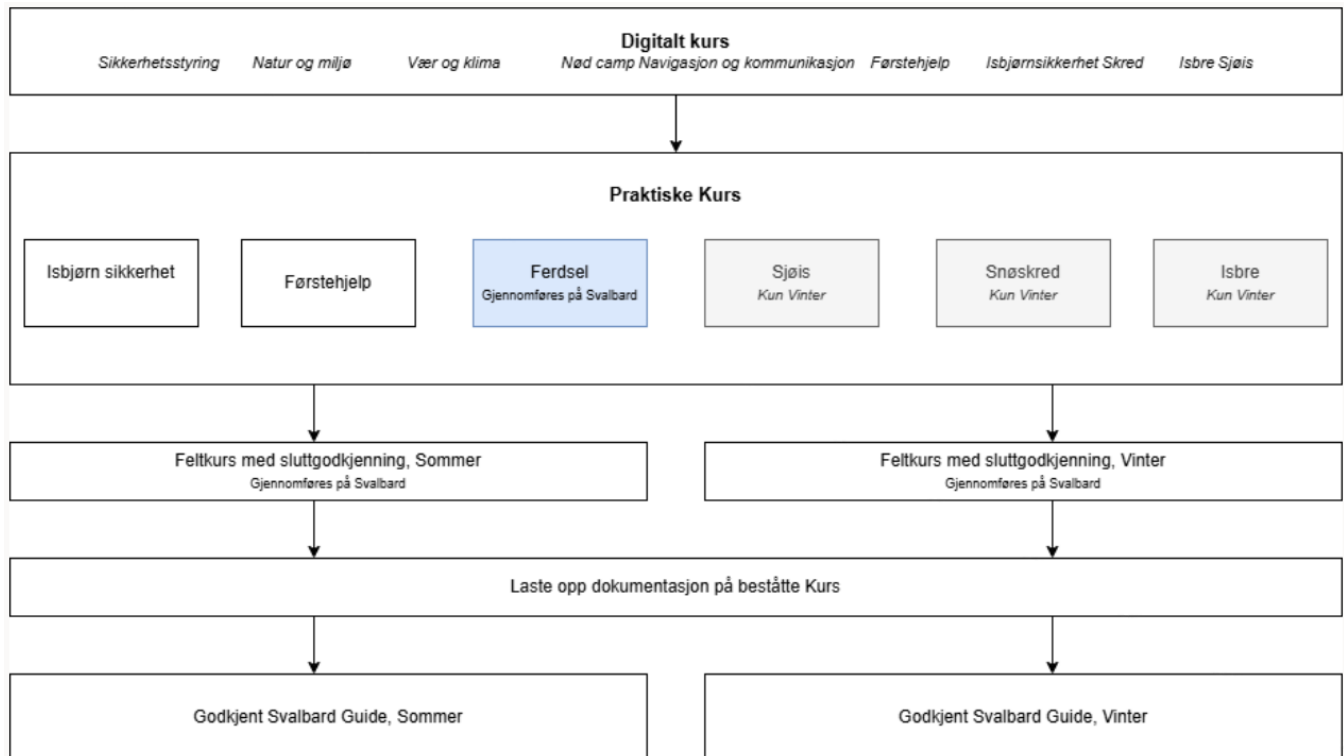 Digitalt kurs
Sikkerhetsstyring Natur og miljø Vær og klima Nød camp Navigasjon og kommunikasjon Førstehjelp Isbjørnsikkerhet Skred Isbre Sjøis
Praktiske Kurs
Isbjørn sikkerhet
Førstehjelp
Ferdsel
Gjennomføres på Svalbard
Sjøis
Kun Vinter
Snøskred
Kun Vinter
Isbre
Kun Vinter
Feltkurs med sluttgodkjenning, Sommer
Gjennomføres på Svalbard
Feltkurs med sluttgodkjenning, Vinter
Gjennomføres på Svalbard
Laste opp dokumentasjon på beståtte Kurs
Godkjent Svalbard Guide, Sommer
Godkjent Svalbard Guide, Vinter